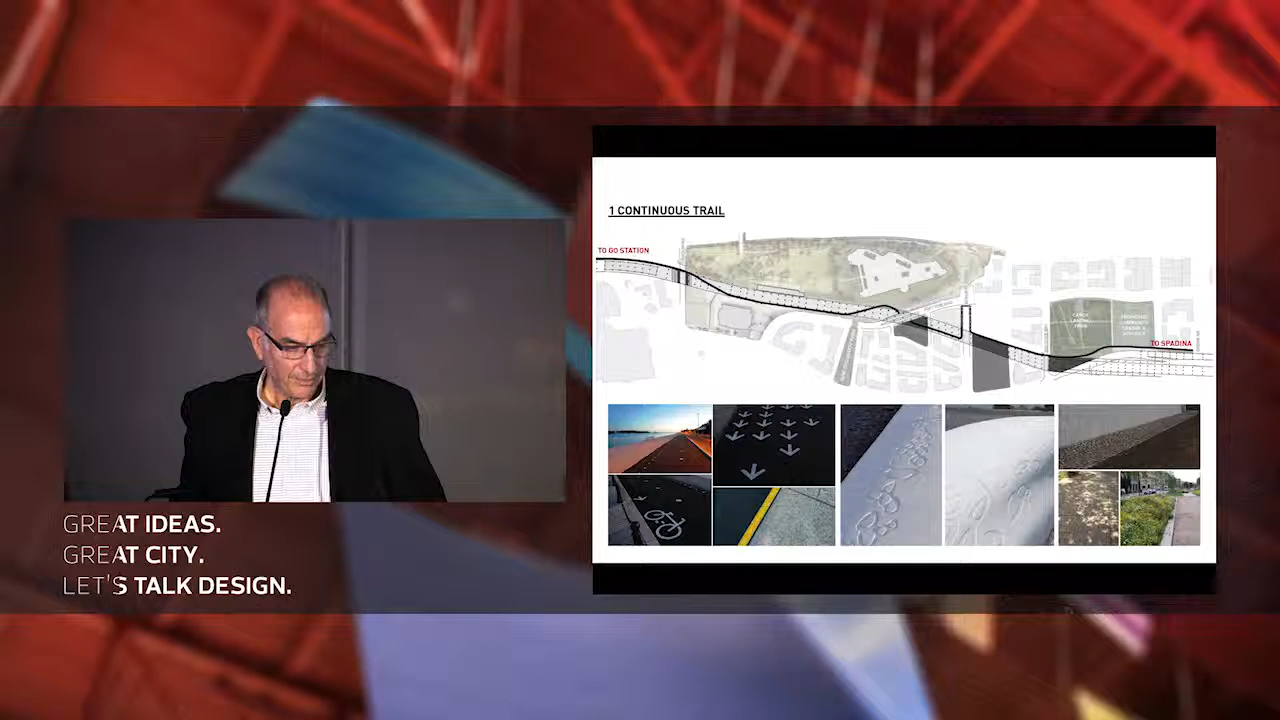 1 CONTINUOUS TRAIL
TO GO STATION
TO SPADINA
GREAT IDEAS.
GREAT CITY.
LET'S TALK DESIGN.